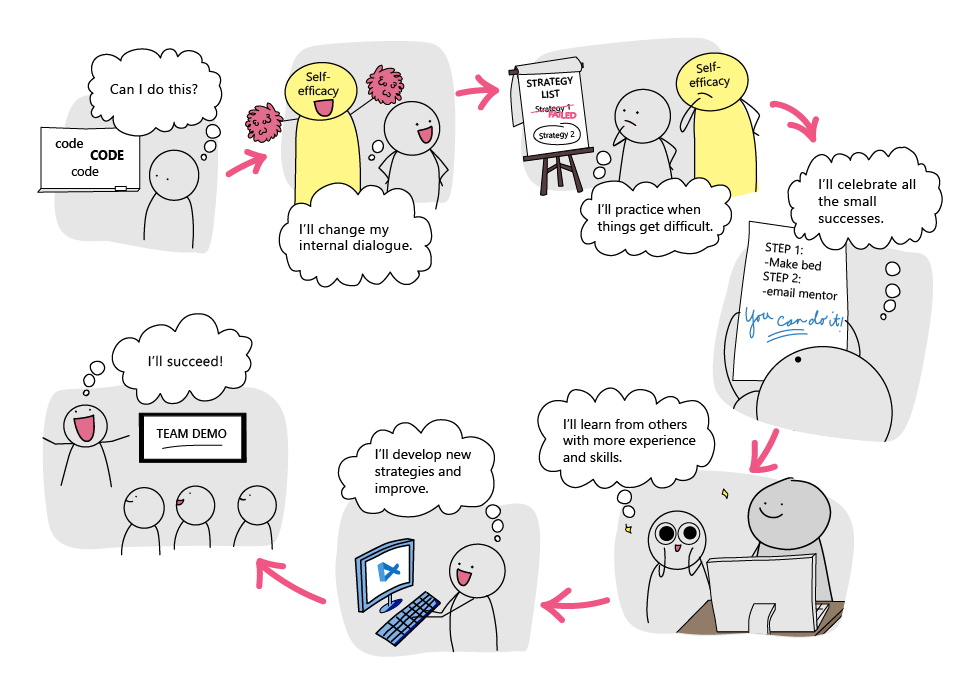 Can I do this?
code
CODE
code
Self-
efficacy
I'll change my
internal dialogue.
STRATEGY
LIST
Strategy 1
FAILED
Strategy 2
Self-
efficacy
I'll practice when
things get difficult.
I'll celebrate all
the small
successes.
STEP 1:
-Make bed
STEP 2:
-email mentor
You can do it!
I'll learn from others
with more experience
and skills.
I'll develop new
strategies and
improve.
I'll succeed!
TEAM DEMO